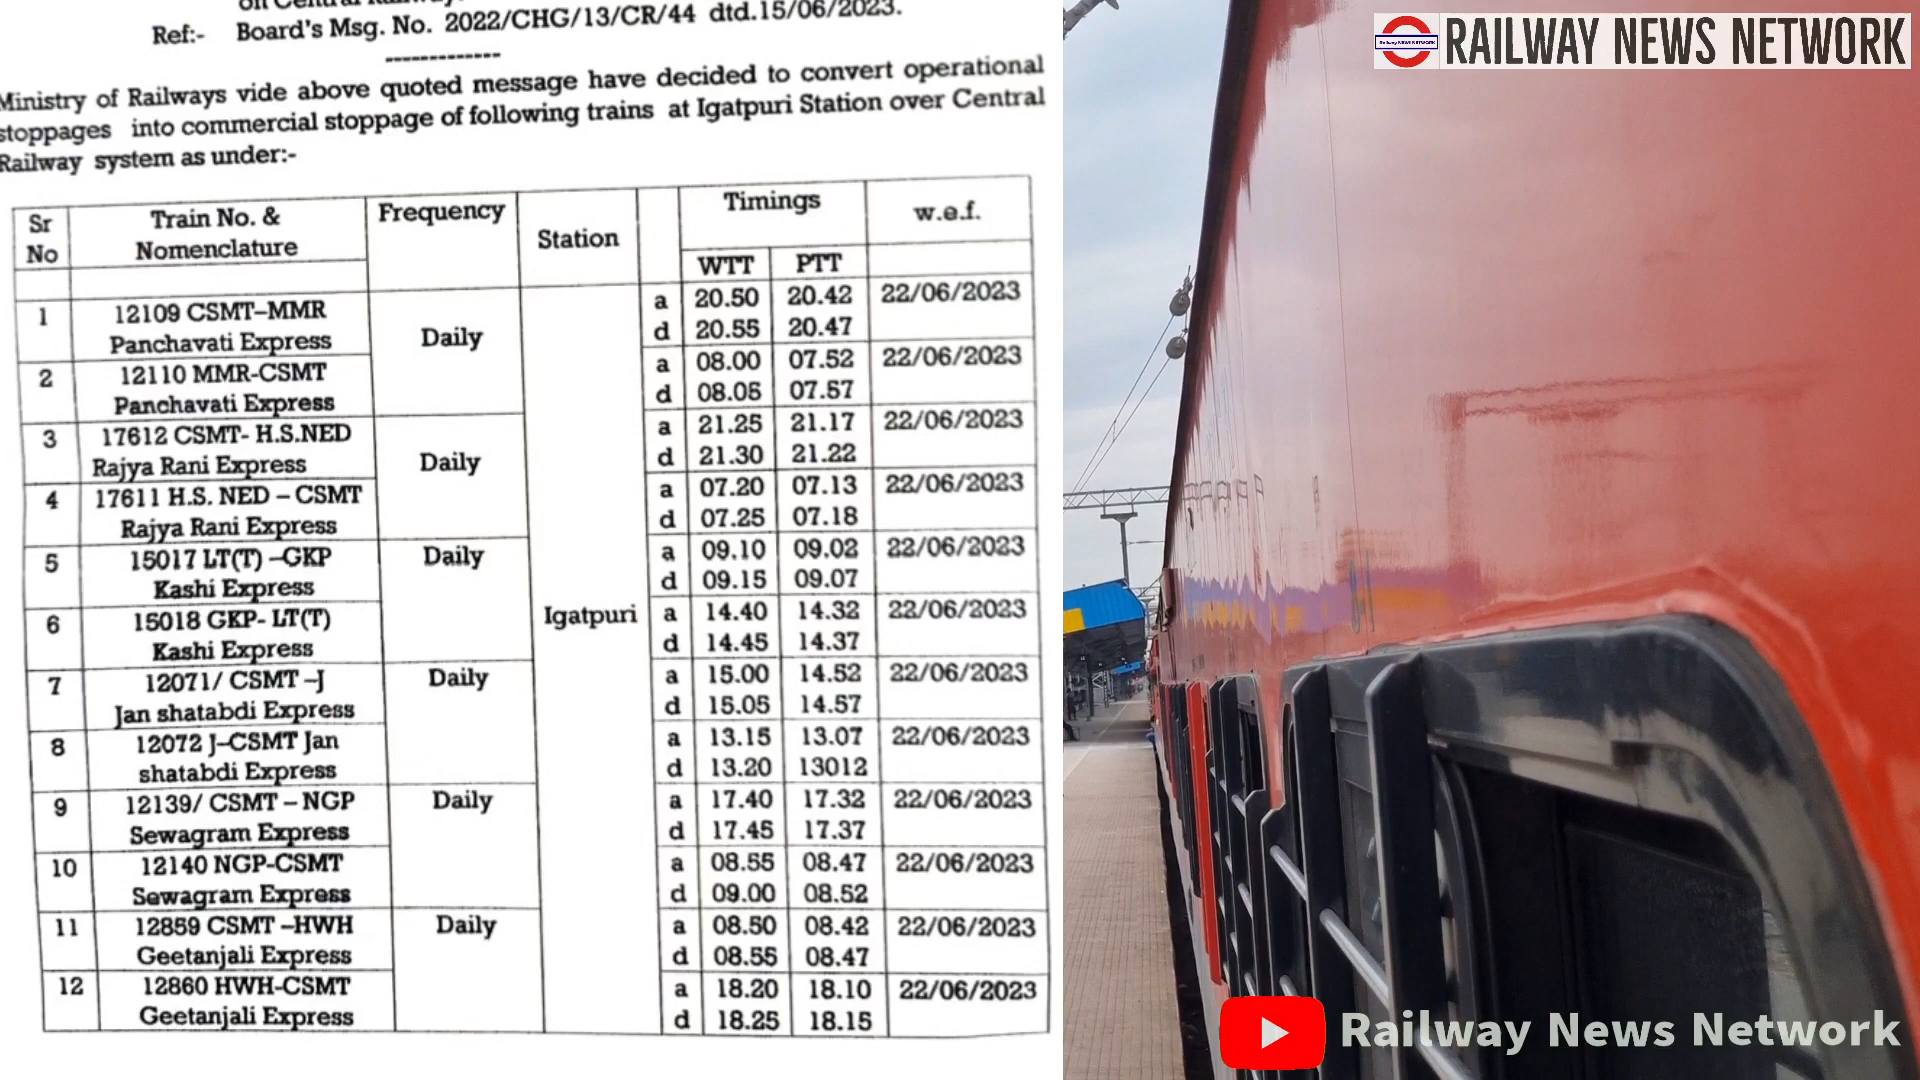 on Central
Ref:- Board's Msg. No. 2022/CHG/13/CR/44 dtd.15/06/2023.
-------------
Ministry of Railways vide above quoted message have decided to convert operational
stoppages into commercial stoppage of following trains at Igatpuri Station over Central
Railway system as under:-
Sr No Train No. & Nomenclature Frequency Station Timings w.e.f.
WTT PTT
1 12109 CSMT–MMR Daily a 20.50 20.42 22/06/2023
Panchavati Express d 20.55 20.47
2 12110 MMR-CSMT a 08.00 07.52 22/06/2023
Panchavati Express d 08.05 07.57
3 17612 CSMT- H.S.NED Daily a 21.25 21.17 22/06/2023
Rajya Rani Express d 21.30 21.22
4 17611 H.S. NED – CSMT a 07.20 07.13 22/06/2023
Rajya Rani Express d 07.25 07.18
5 15017 LT(T) –GKP Daily a 09.10 09.02 22/06/2023
Kashi Express d 09.15 09.07
6 15018 GKP- LT(T) Igatpuri a 14.40 14.32 22/06/2023
Kashi Express d 14.45 14.37
7 12071/ CSMT –J Daily a 15.00 14.52 22/06/2023
Jan shatabdi Express d 15.05 14.57
8 12072 J–CSMT Jan a 13.15 13.07 22/06/2023
shatabdi Express d 13.20 13012
9 12139/ CSMT – NGP Daily a 17.40 17.32 22/06/2023
Sewagram Express d 17.45 17.37
10 12140 NGP-CSMT a 08.55 08.47 22/06/2023
Sewagram Express d 09.00 08.52
11 12859 CSMT –HWH Daily a 08.50 08.42 22/06/2023
Geetanjali Express d 08.55 08.47
12 12860 HWH-CSMT a 18.20 18.10 22/06/2023
Geetanjali Express d 18.25 18.15
Railway NEWS NETWORK
RAILWAY NEWS NETWORK
Railway News Network